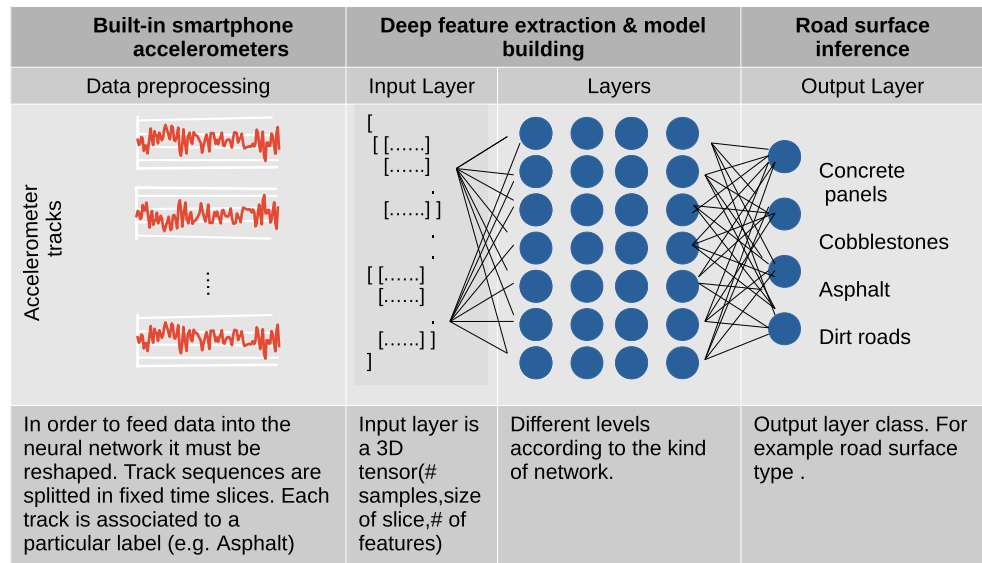 Built-in smartphone
accelerometers
Deep feature extraction & model
building
Road surface
inference
Data preprocessing
Input Layer
Layers
Output Layer
Accelerometer
tracks
...
[
[ [......]
[......]
.
[......] ]
.
.
[ [......]
[......]
.
[......] ]
]
Concrete
panels
Cobblestones
Asphalt
Dirt roads
In order to feed data into the
neural network it must be
reshaped. Track sequences are
splitted in fixed time slices. Each
track is associated to a
particular label (e.g. Asphalt)
Input layer is
a 3D
tensor(#
samples,size
of slice,# of
features)
Different levels
according to the kind
of network.
Output layer class. For
example road surface
type .